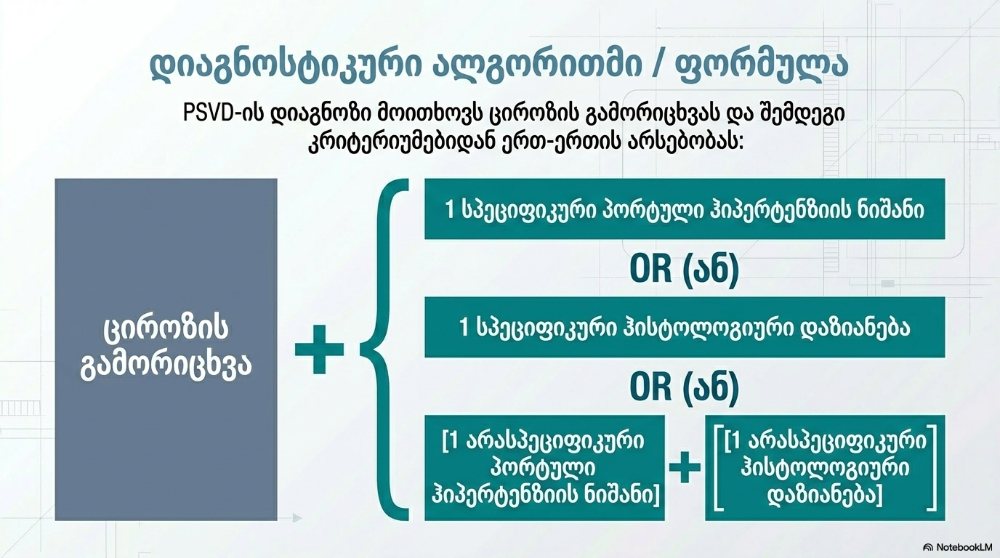 დიაგნოსტიკური ალგორითმი / ფორმულა
PSVD-ის დიაგნოზი მოითხოვს ციროზის გამორიცხვას და შემდეგი
კრიტერიუმებიდან ერთ-ერთის არსებობას:
ციროზის
გამორიცხვა
+
1 სპეციფიკური პორტული ჰიპერტენზიის ნიშანი
OR (ან)
1 სპეციფიკური ჰისტოლოგიური დაზიანება
OR (ან)
[1 არასპეციფიკური
პორტული
ჰიპერტენზიის ნიშანი]
+
[1 არასპეციფიკური
ჰისტოლოგიური
დაზიანება]
NotebookLM